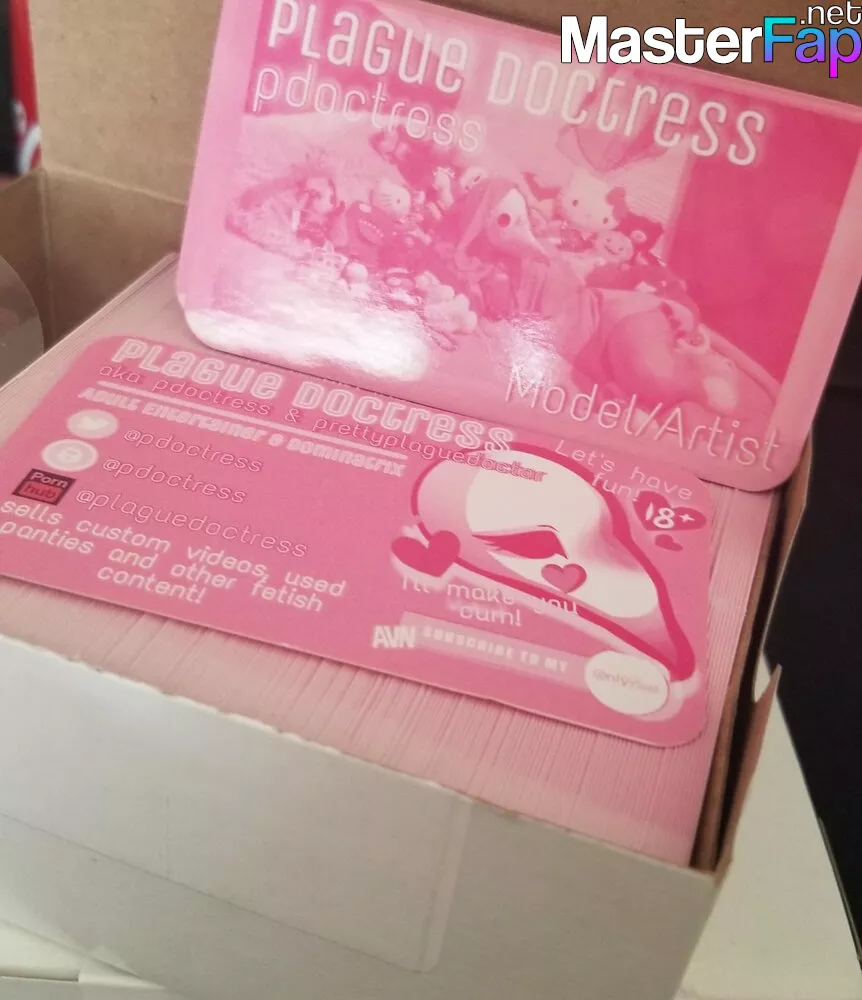 MasterFap.net
PLAGUE DOCTRESS
pdoctress
Model/Artist
PLAGUE DOCTRESS
aka pdoctress & prettyplaguedoctor
ADULT ENTERTAINER & DOMINATRIX
@pdoctress
@pdoctress
Porn hub @plaguedoctress
sells custom videos, used
panties and other fetish
content!
Let's have
fun!
18+
I'll make you
cum!
AVN SUBSCRIBE TO MY OnlyFans